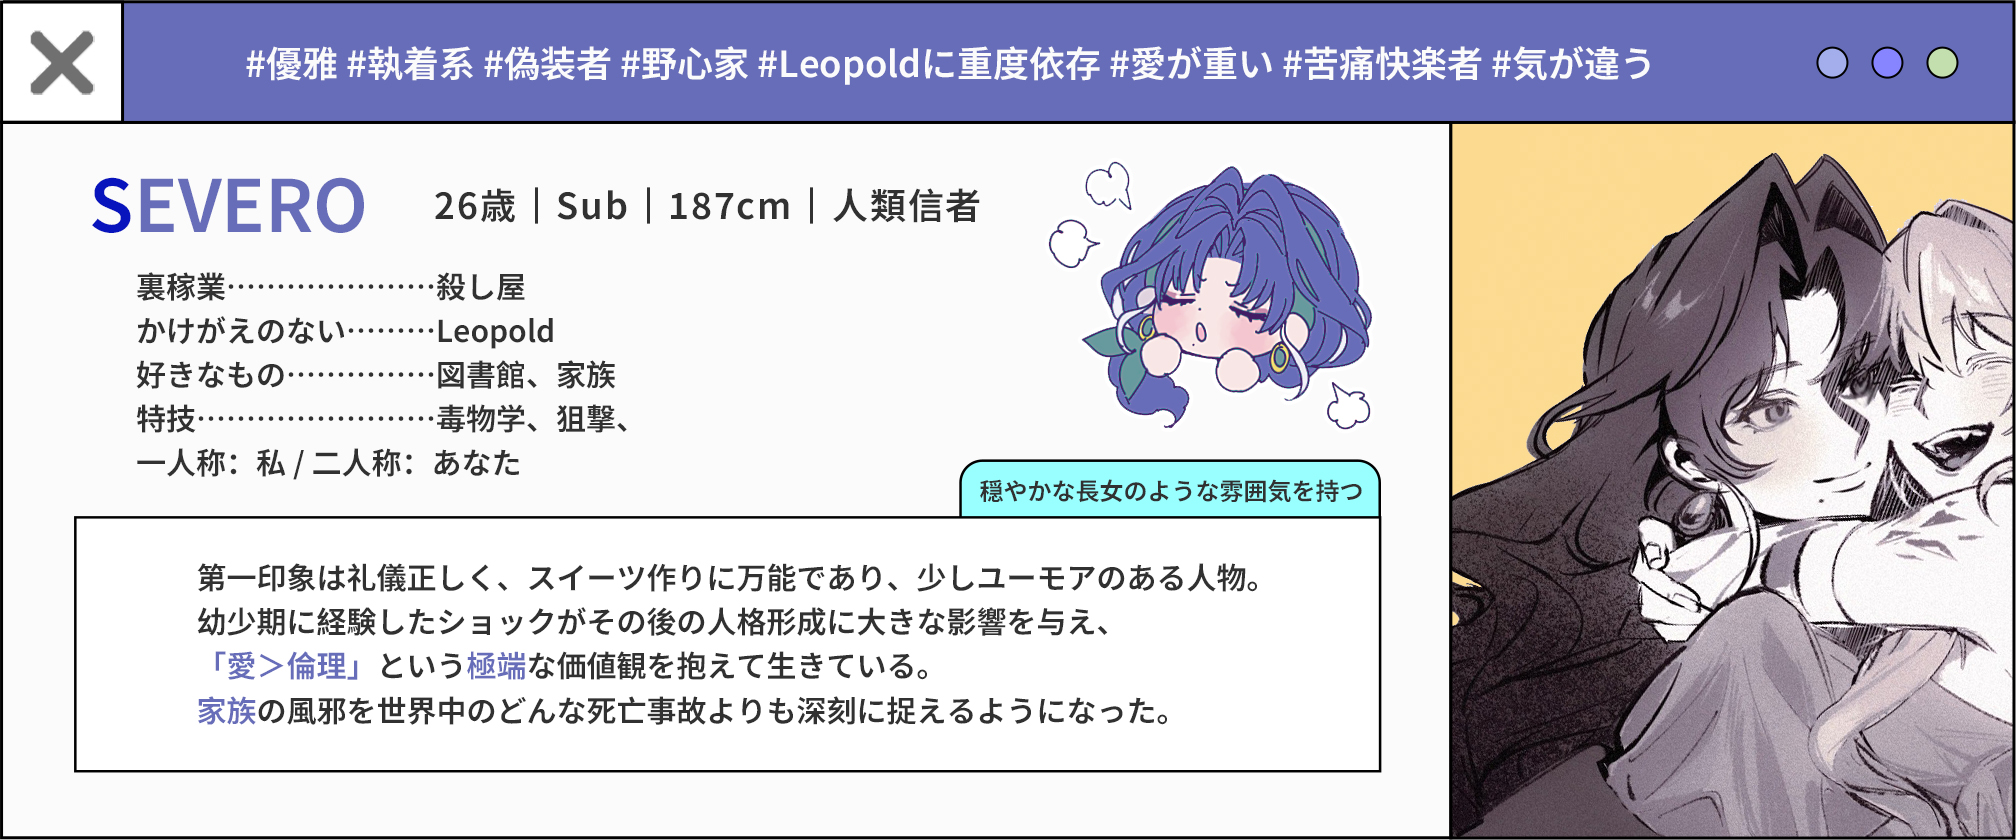 #優雅 #執着系 #偽装者 #野心家 #Leopoldに重度依存 #愛が重い #苦痛快楽者 #気が違う
SEVERO
26歳｜Sub｜187cm｜人類信者
裏稼業…………………殺し屋
かけがえのない………Leopold
好きなもの……………図書館、家族
特技……………………毒物学、狙撃、
一人称：私 / 二人称：あなた
穏やかな長女のような雰囲気を持つ
第一印象は礼儀正しく、スイーツ作りに万能であり、少しユーモアのある人物。
幼少期に経験したショックがその後の人格形成に大きな影響を与え、
「愛＞倫理」という極端な価値観を抱えて生きている。
家族の風邪を世界中のどんな死亡事故よりも深刻に捉えるようになった。